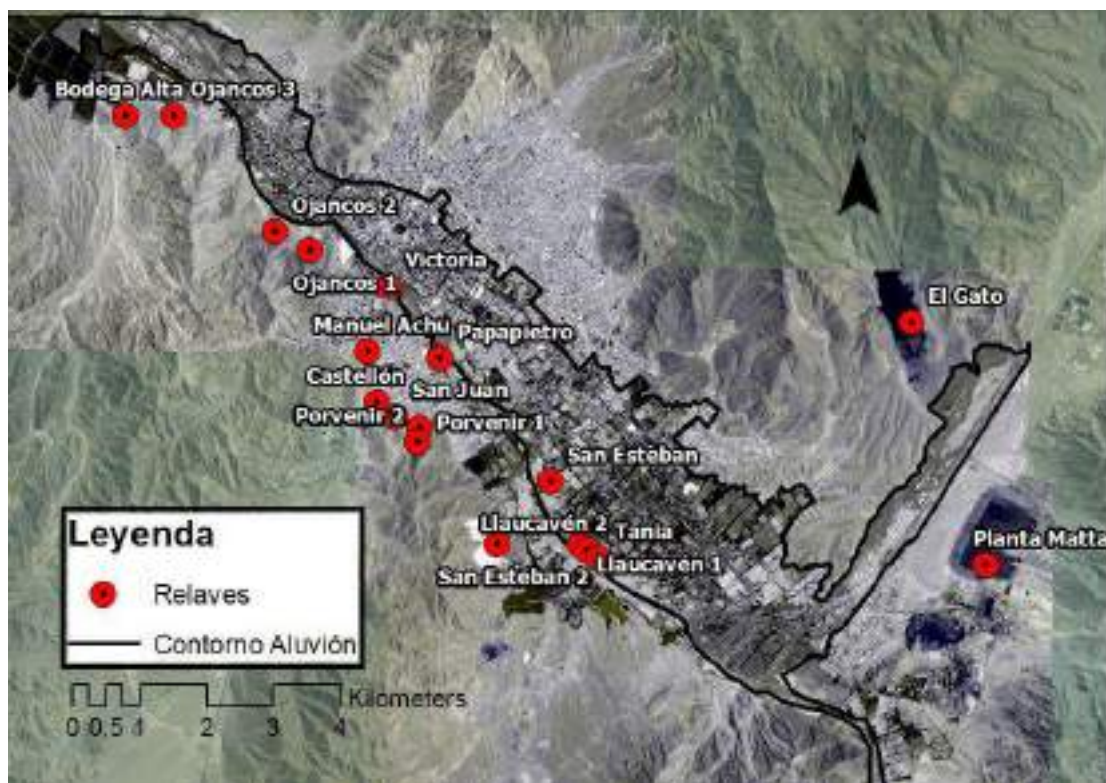 Bodega Alta Ojancos 3
Ojancos 2
Victoria
Ojancos 1
El Gato
Manuel Achu
Papapietro
Castellón
San Juan
Porvenir 2
Porvenir 1
San Esteban
Llaucavén 2
Tania
Planta Matta
Llaucavén 1
San Esteban 2
Leyenda
Relaves
Contorno Aluvión
Kilometers
0 0.5 1 2 3 4